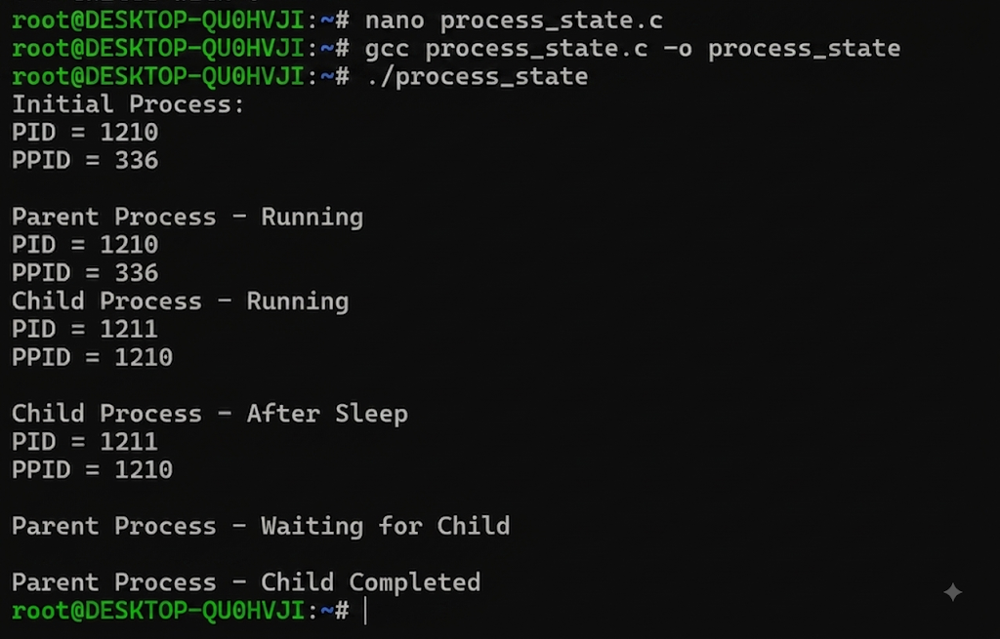 root@DESKTOP-QU0HVJI:~# nano process_state.c
root@DESKTOP-QU0HVJI:~# gcc process_state.c -o process_state
root@DESKTOP-QU0HVJI:~# ./process_state
Initial Process:
PID = 1210
PPID = 336
Parent Process - Running
PID = 1210
PPID = 336
Child Process - Running
PID = 1211
PPID = 1210
Child Process - After Sleep
PID = 1211
PPID = 1210
Parent Process - Waiting for Child
Parent Process - Child Completed
root@DESKTOP-QU0HVJI:~#